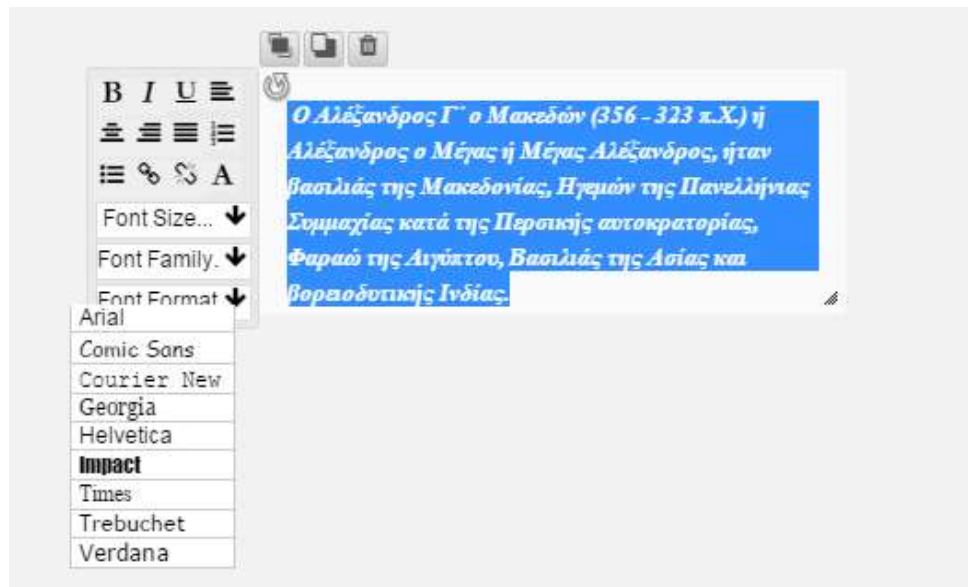 B I U
A
Font Size...
Font Family.
Font Format
Arial
Comic Sans
Courier New
Georgia
Helvetica
Impact
Times
Trebuchet
Verdana
Ο Αλέξανδρος Γ΄ ο Μακεδών (356 - 323 π.Χ.) ή
Αλέξανδρος ο Μέγας ή Μέγας Αλέξανδρος, ήταν
βασιλιάς της Μακεδονίας, Ηγεμών της Πανελλήνιας
Συμμαχίας κατά της Περσικής αυτοκρατορίας,
Φαραώ της Αιγύπτου, Βασιλιάς της Ασίας και
βορειοδυτικής Ινδίας.